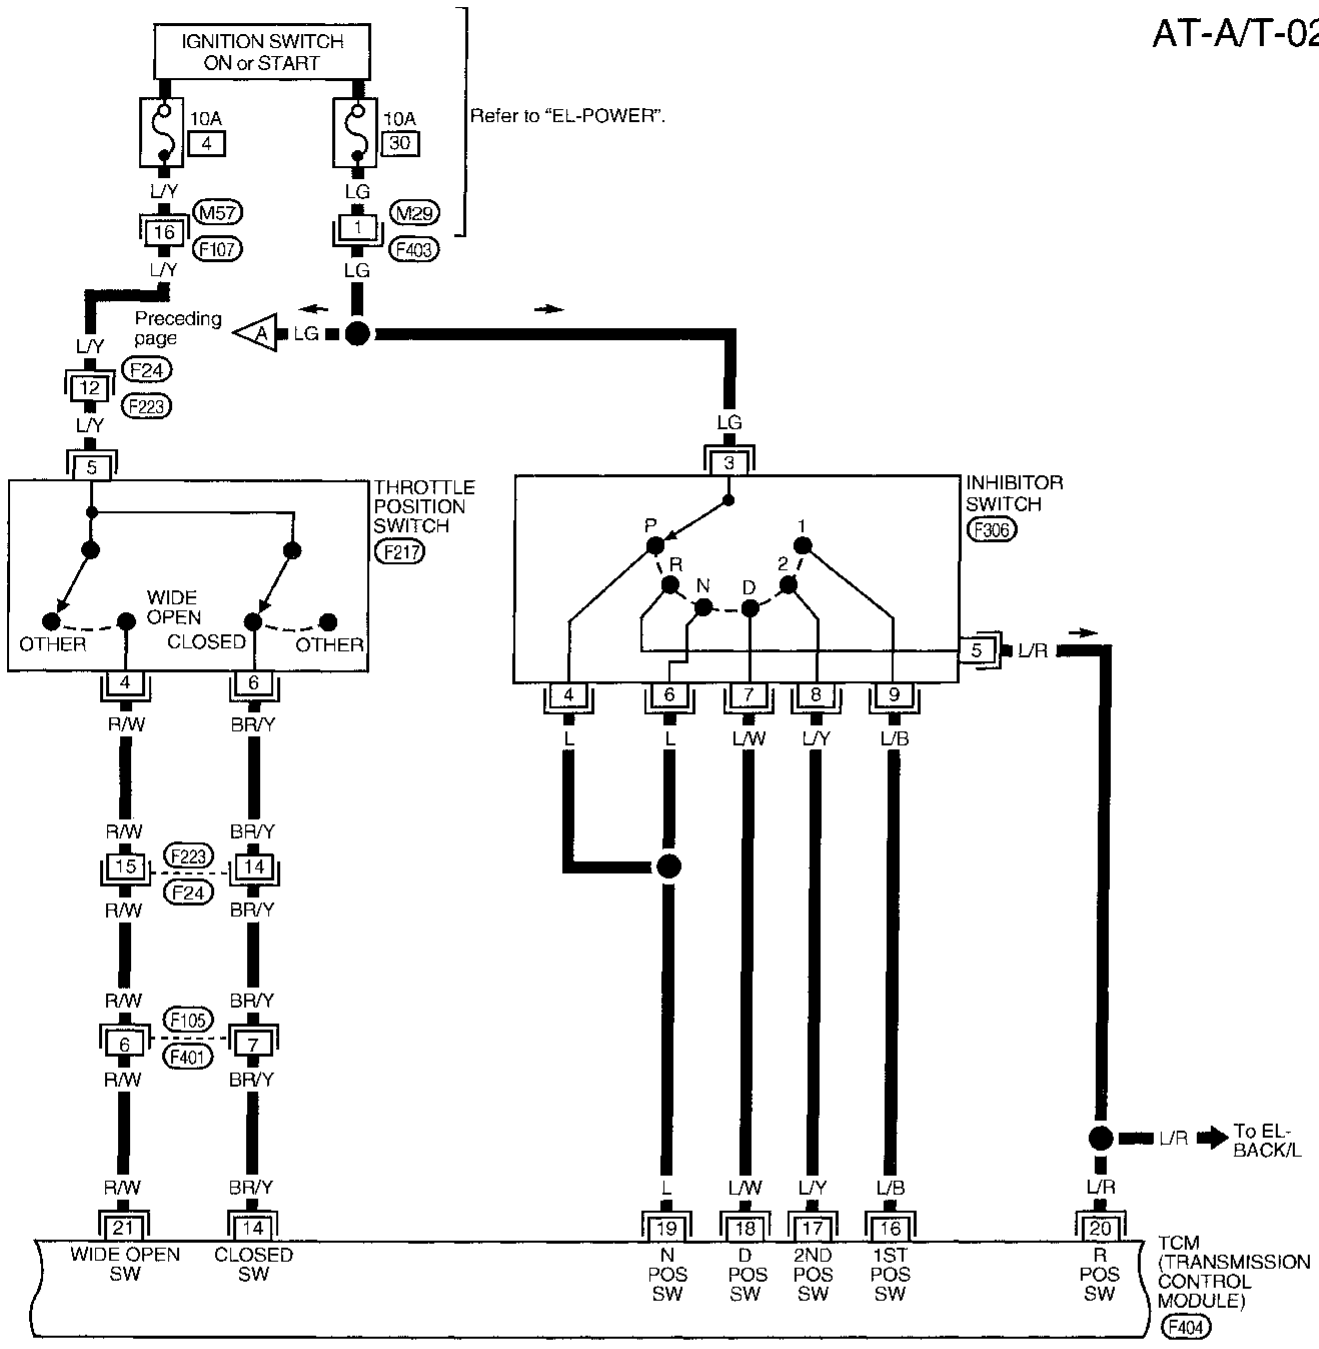 AT-A/T-02
IGNITION SWITCH
ON or START
Refer to "EL-POWER".
10A
4
10A
30
L/Y
LG
M57
M29
16
1
F107
F403
L/Y
LG
Preceding
page
A
LG
L/Y
F24
12
F223
L/Y
LG
5
3
THROTTLE
POSITION
SWITCH
F217
INHIBITOR
SWITCH
F306
P
R
N
D
2
1
WIDE
OPEN
OTHER
CLOSED
OTHER
5
L/R
4
6
4
6
7
8
9
R/W
BR/Y
L
L
L/W
L/Y
L/B
R/W
BR/Y
15
F223
14
F24
R/W
BR/Y
R/W
BR/Y
6
F105
7
F401
R/W
BR/Y
L/R
To EL-
BACK/L
R/W
BR/Y
L
L/W
L/Y
L/B
L/R
21
14
19
18
17
16
20
WIDE OPEN
SW
CLOSED
SW
N
POS
SW
D
POS
SW
2ND
POS
SW
1ST
POS
SW
R
POS
SW
TCM
(TRANSMISSION
CONTROL
MODULE)
F404